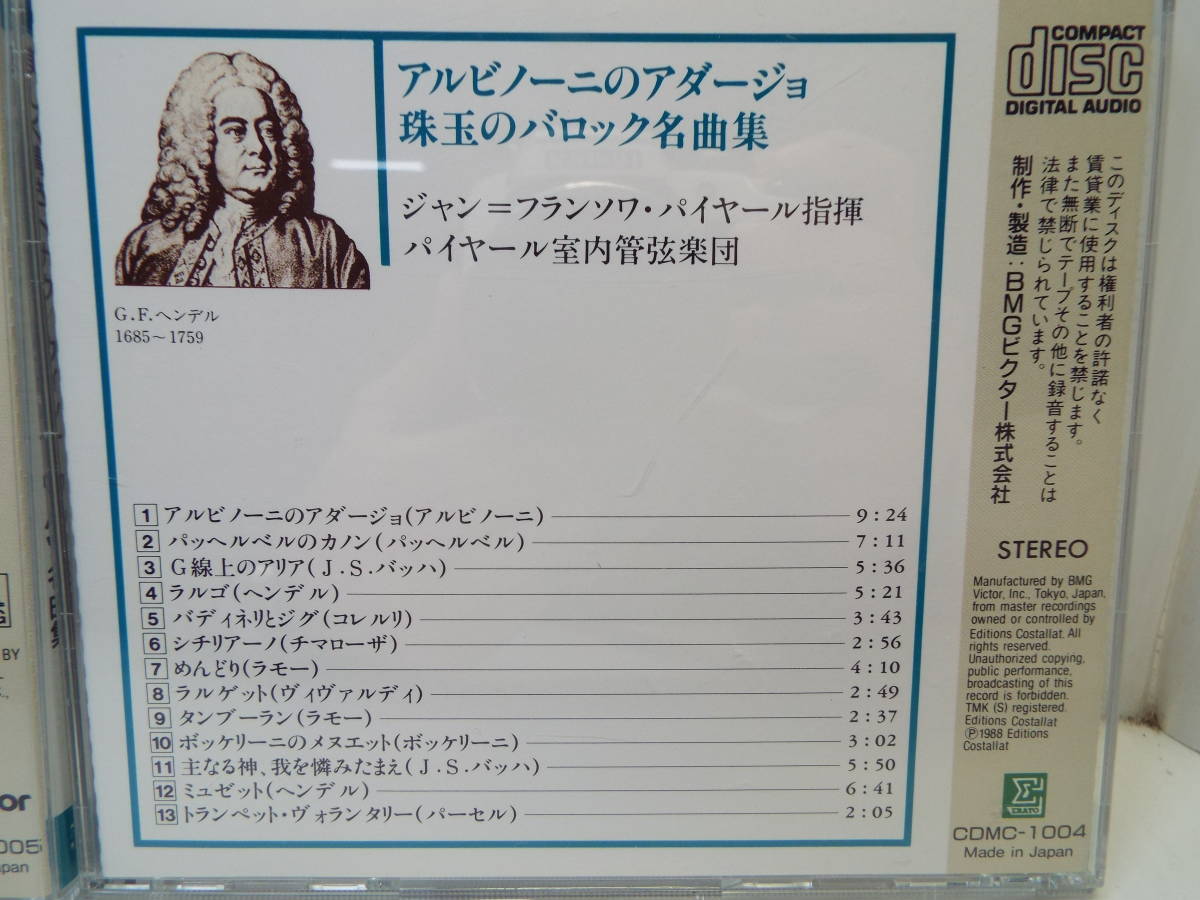 アルビノーニのアダージョ
珠玉のバロック名曲集
ジャン＝フランソワ・パイヤール指揮
パイヤール室内管弦楽団
G.F.ヘンデル
1685～1759
1 アルビノーニのアダージョ(アルビノーニ) 9:24
2 パッヘルベルのカノン(パッヘルベル) 7:11
3 G線上のアリア(J.S.バッハ) 5:36
4 ラルゴ(ヘンデル) 5:21
5 バディネリとジグ(コレルリ) 3:43
6 シチリアーノ(チマローザ) 2:56
7 めんどり(ラモー) 4:10
8 ラルゲット(ヴィヴァルディ) 2:49
9 タンブーラン(ラモー) 2:37
10 ボッケリーニのメヌエット(ボッケリーニ) 3:02
11 主なる神、我を憐みたまえ(J.S.バッハ) 5:50
12 ミュゼット(ヘンデル) 6:41
13 トランペット・ヴォランタリー(パーセル) 2:05
COMPACT
disc
DIGITAL AUDIO
このディスクは権利者の許諾なく
賃貸業に使用することを禁じます。
また無断でテープその他に録音することは
法律で禁じられています。
制作・製造:BMGビクター株式会社
STEREO
Manufactured by BMG
Victor, Inc., Tokyo, Japan,
from master recordings
owned or controlled by
Editions Costallat. All
rights reserved.
Unauthorized copying,
public performance,
broadcasting of this
record is forbidden.
TMK (S) registered.
Editions Costallat
Ⓟ1988 Editions
Costallat
ERATO
CDMC-1004
Made in Japan
BY
005